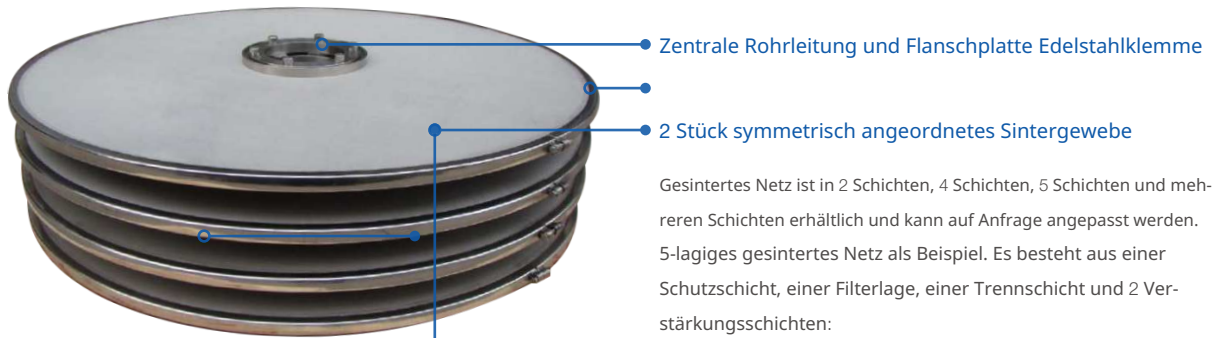 Zentrale Rohrleitung und Flanschplatte Edelstahlklemme
2 Stück symmetrisch angeordnetes Sintergewebe
Gesintertes Netz ist in 2 Schichten, 4 Schichten, 5 Schichten und meh-
reren Schichten erhältlich und kann auf Anfrage angepasst werden.
5-lagiges gesintertes Netz als Beispiel. Es besteht aus einer
Schutzschicht, einer Filterlage, einer Trennschicht und 2 Ver-
stärkungsschichten: